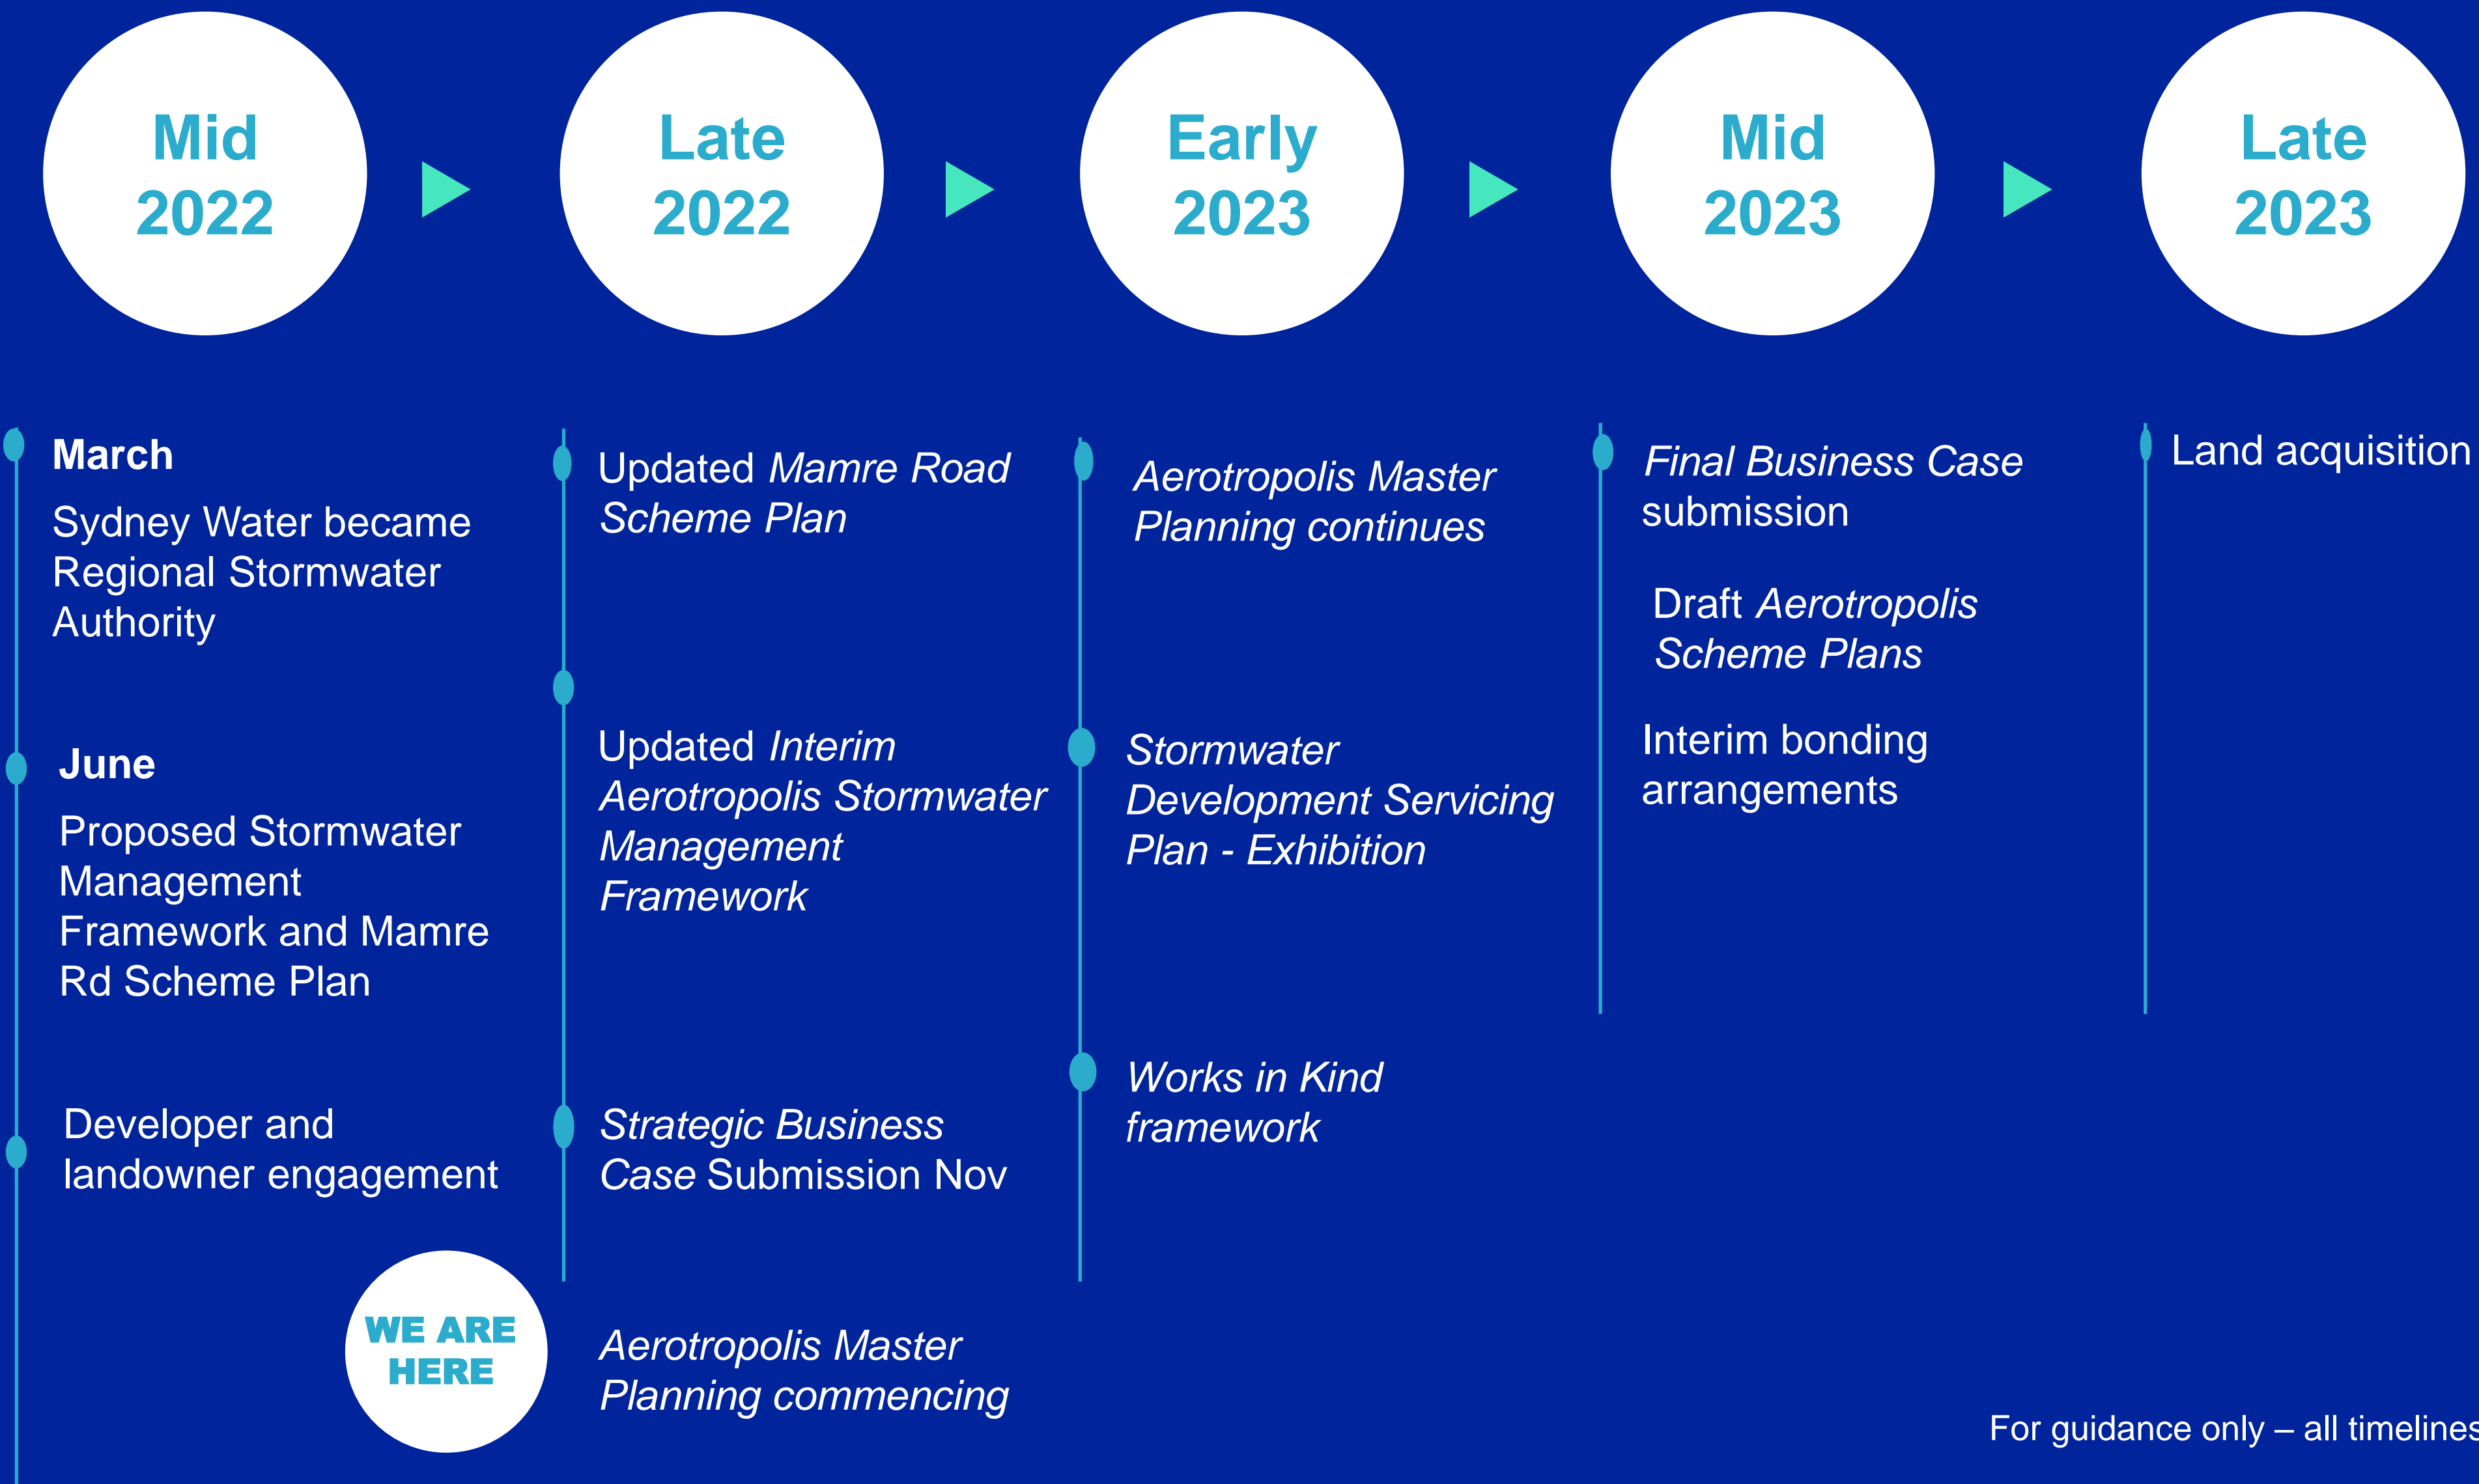 Mid
2022
Late
2022
Early
2023
Mid
2023
Late
2023
March
Sydney Water became
Regional Stormwater
Authority
June
Proposed Stormwater
Management
Framework and Mamre
Rd Scheme Plan
Developer and
landowner engagement
WE ARE
HERE
Updated Mamre Road
Scheme Plan
Updated Interim
Aerotropolis Stormwater
Management
Framework
Strategic Business
Case Submission Nov
Aerotropolis Master
Planning commencing
Aerotropolis Master
Planning continues
Stormwater
Development Servicing
Plan - Exhibition
Works in Kind
framework
Final Business Case
submission
Draft Aerotropolis
Scheme Plans
Interim bonding
arrangements
Land acquisition
For guidance only – all timelines